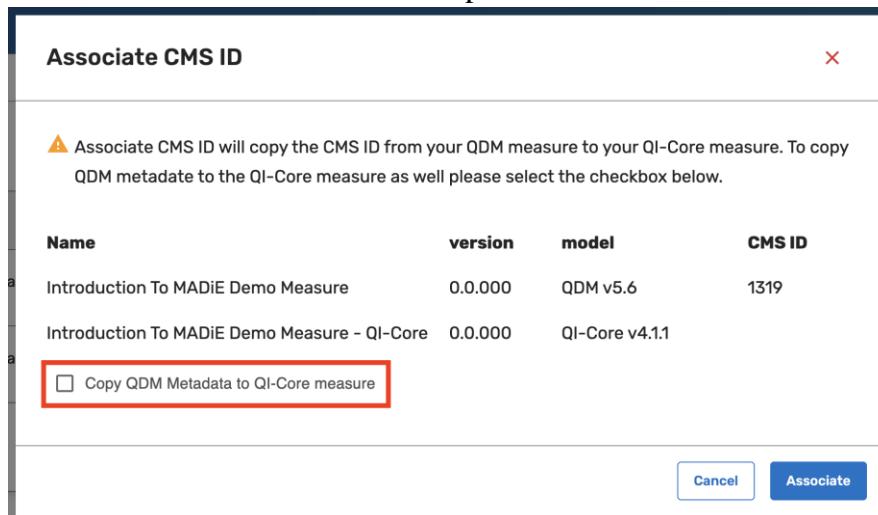 Associate CMS ID
Associate CMS ID will copy the CMS ID from your QDM measure to your QI-Core measure. To copy
QDM metadate to the QI-Core measure as well please select the checkbox below.
Name version model CMS ID
Introduction To MADiE Demo Measure 0.0.000 QDM v5.6 1319
Introduction To MADiE Demo Measure - QI-Core 0.0.000 QI-Core v4.1.1
Copy QDM Metadata to QI-Core measure
Cancel Associate